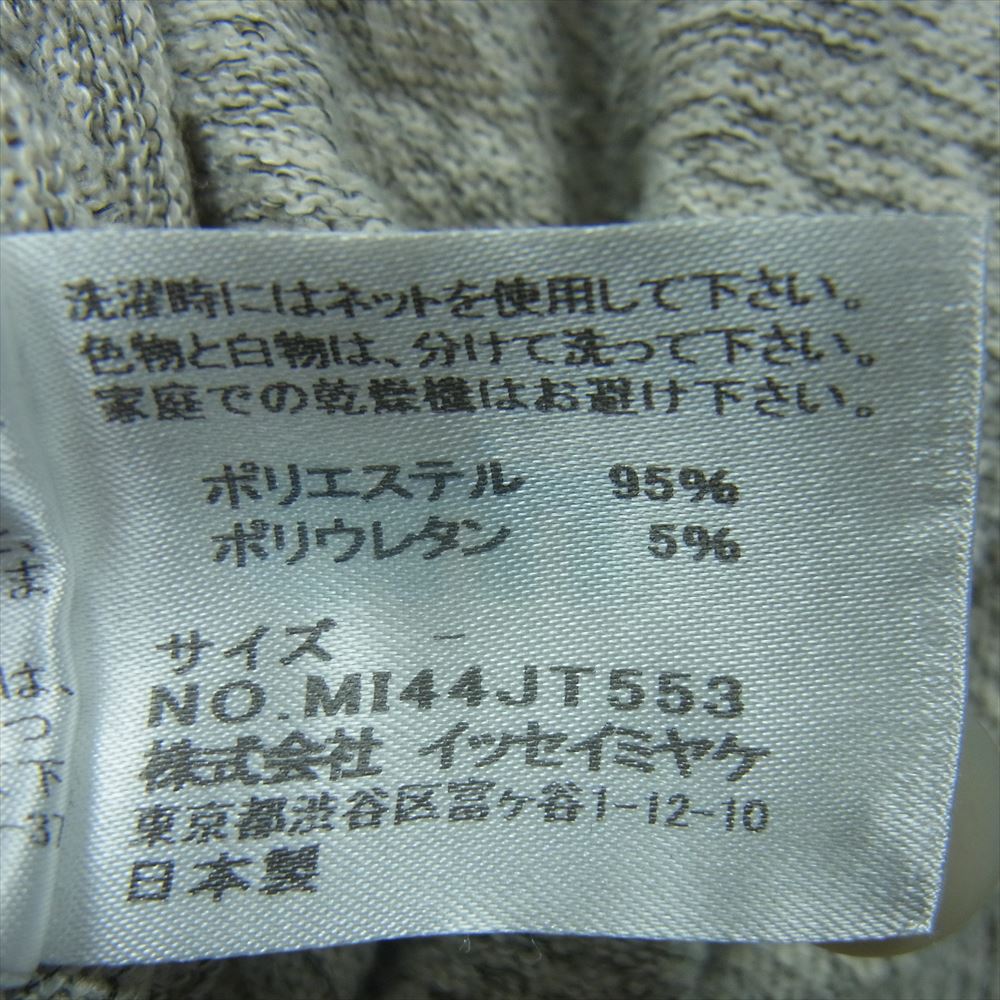 洗濯時にはネットを使用して下さい。
色物と白物は、分けて洗って下さい。
家庭での乾燥機はお避け下さい。
ポリエステル 95%
ポリウレタン 5%
サイズ -
NO.MI44JT553
株式会社 イッセイミヤケ
東京都渋谷区富ヶ谷1-12-10
日本製